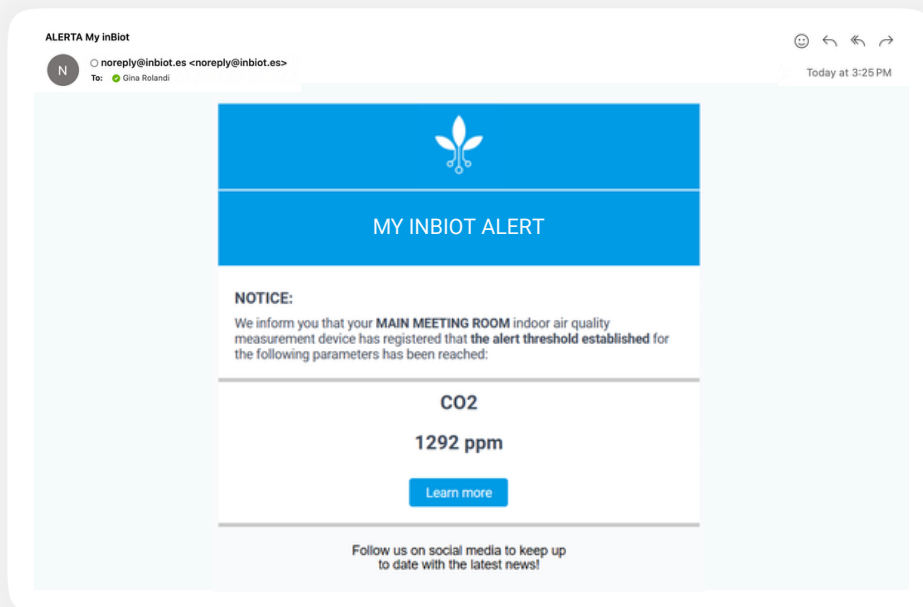 ALERTA My inBiot
N
noreply@inbiot.es <noreply@inbiot.es>
To: Gina Rolandi
Today at 3:25 PM
MY INBIOT ALERT
NOTICE:
We inform you that your MAIN MEETING ROOM indoor air quality
measurement device has registered that the alert threshold established for
the following parameters has been reached:
CO2
1292 ppm
Learn more
Follow us on social media to keep up
to date with the latest news!